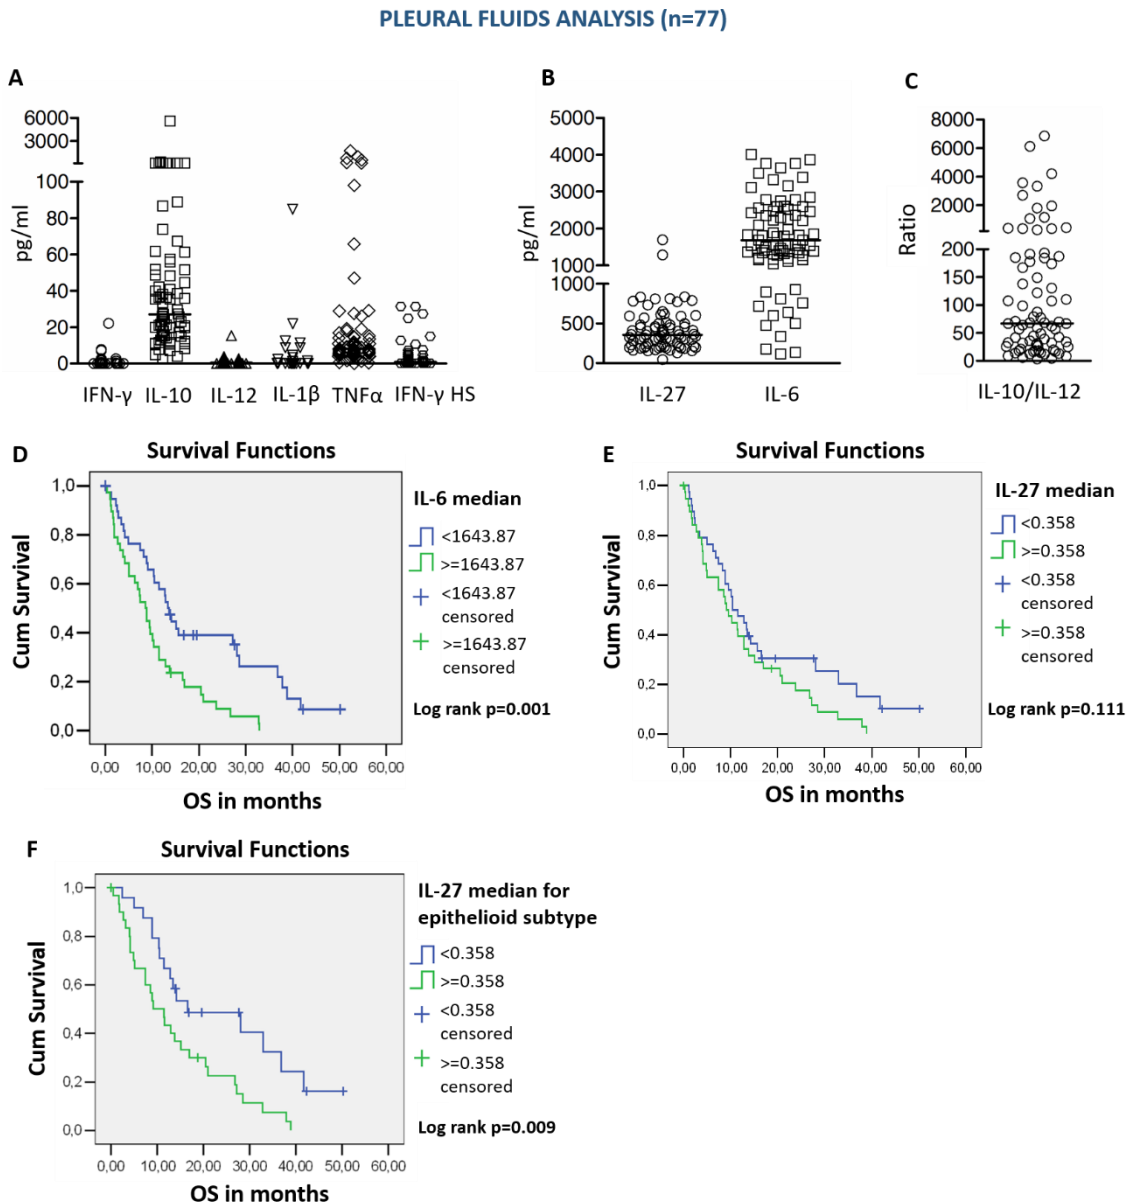 PLEURAL FLUIDS ANALYSIS (n=77)
A
6000
3000
100
80
60
40
20
0
pg/ml
IFN-γ IL-10 IL-12 IL-1β TNFα IFN-γ HS
B
5000
4000
3000
2000
1000
1000
500
0
pg/ml
IL-27 IL-6
C
8000
6000
4000
2000
200
150
100
50
0
Ratio
IL-10/IL-12
D
Survival Functions
1,0
0,8
0,6
0,4
0,2
0,0
Cum Survival
0,00 10,00 20,00 30,00 40,00 50,00 60,00
OS in months
IL-6 median
<1643.87
>=1643.87
<1643.87
censored
>=1643.87
censored
Log rank p=0.001
E
Survival Functions
1,0
0,8
0,6
0,4
0,2
0,0
Cum Survival
0,00 10,00 20,00 30,00 40,00 50,00 60,00
OS in months
IL-27 median
<0.358
>=0.358
<0.358
censored
>=0.358
censored
Log rank p=0.111
F
Survival Functions
1,0
0,8
0,6
0,4
0,2
0,0
Cum Survival
0,00 10,00 20,00 30,00 40,00 50,00 60,00
OS in months
IL-27 median for
epithelioid subtype
<0.358
>=0.358
<0.358
censored
>=0.358
censored
Log rank p=0.009